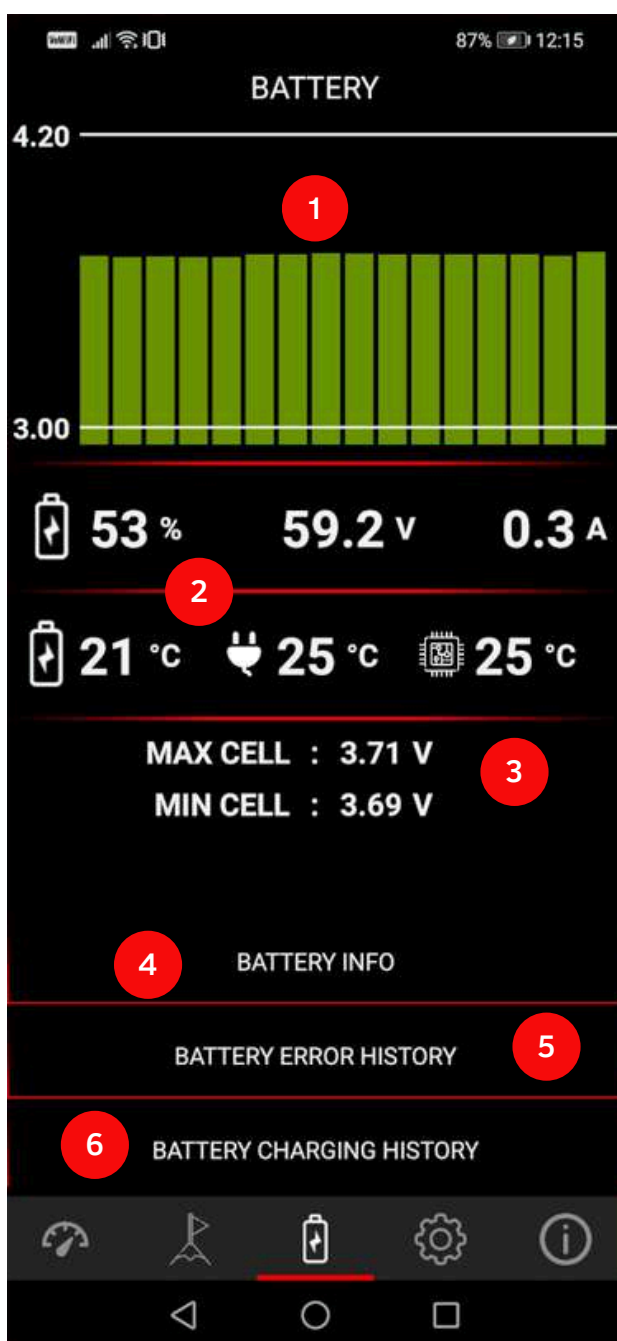 87% 12:15
BATTERY
4.20
1
3.00
53 % 59.2 V 0.3 A
2
21 °C 25 °C 25 °C
MAX CELL : 3.71 V
3
MIN CELL : 3.69 V
4 BATTERY INFO
BATTERY ERROR HISTORY 5
6 BATTERY CHARGING HISTORY